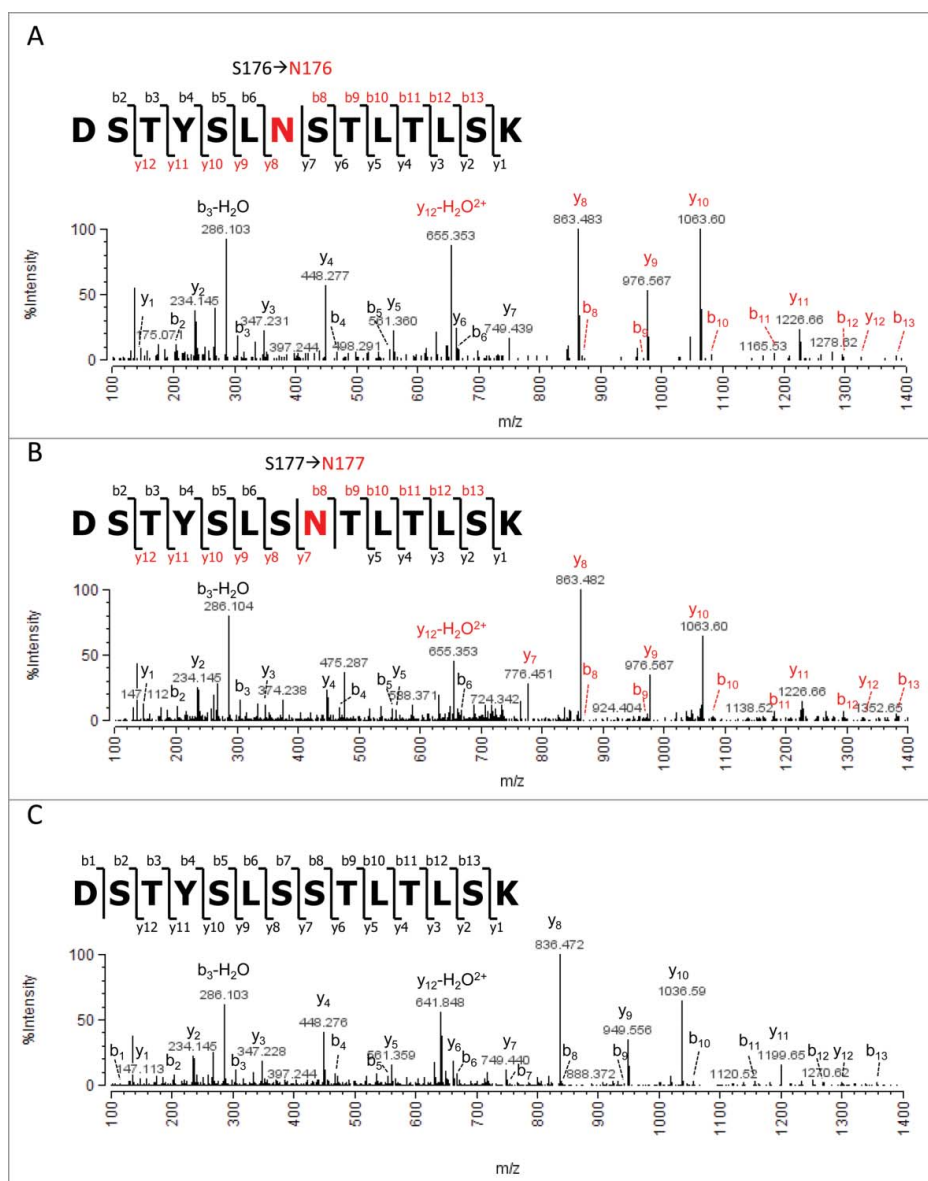 A
S176→N176
b2 b3 b4 b5 b6 b8 b9 b10 b11 b12 b13
D S T Y S L N S T L T L S K
y12 y11 y10 y9 y8 y7 y6 y5 y4 y3 y2 y1
b3-H2O y12-H2O2+ y8 y10
286.103 655.353 863.483 1063.60
100
y4 y9
448.277 976.567
%Intensity
50
y1 y2 y3 b5 y5 y6 y7 y11
175.071 234.145 347.231 561.360 749.439 1226.66
b2 b3 b4 b6 b8 b9 b10 b11 b12 y12 b13
397.244 498.291 1165.53 1278.62
0
100 200 300 400 500 600 700 800 900 1000 1100 1200 1300 1400
m/z
B
S177→N177
b2 b3 b4 b5 b6 b8 b9 b10 b11 b12 b13
D S T Y S L S N T L T L S K
y12 y11 y10 y9 y8 y7 y5 y4 y3 y2 y1
y8
863.482
b3-H2O y12-H2O2+ y10
286.104 655.353 1063.60
100
y7 y9
475.287 776.451 976.567
%Intensity
50
y1 y2 y3 y4 b5 y5 y11
147.112 234.145 374.238 588.371 724.342 1226.66
b2 b3 b4 b6 b8 b9 b10 b11 b12 y12 b13
924.404 1138.52 1352.65
0
100 200 300 400 500 600 700 800 900 1000 1100 1200 1300 1400
m/z
C
b1 b2 b3 b4 b5 b6 b7 b8 b9 b10 b11 b12 b13
D S T Y S L S S T L T L S K
y12 y11 y10 y9 y8 y7 y6 y5 y4 y3 y2 y1
y8
836.472
b3-H2O y12-H2O2+ y10
286.103 641.848 1036.59
100
y4 y9
448.276 949.556
%Intensity
50
b1 y1 y2 y3 b4 b5 y5 y6 y7 y11
147.113 234.145 347.228 561.359 749.440 1199.65
b2 b3 b6 b7 b8 b9 b10 b11 b12 y12 b13
397.244 888.372 1120.52 1270.62
0
100 200 300 400 500 600 700 800 900 1000 1100 1200 1300 1400
m/z